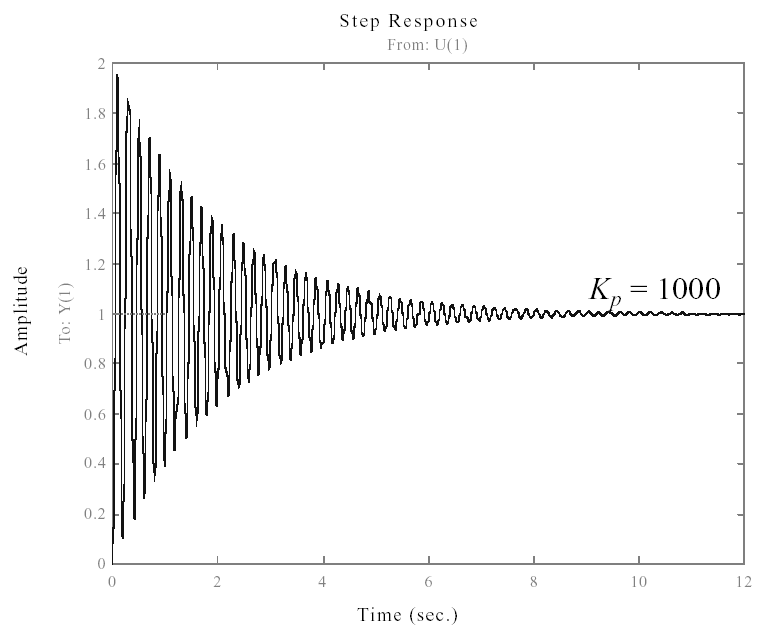 Step Response
From: U(1)
2
1.8
1.6
1.4
1.2
1
0.8
0.6
0.4
0.2
0
Amplitude
To: Y(1)
Kp = 1000
0 2 4 6 8 10 12
Time (sec.)